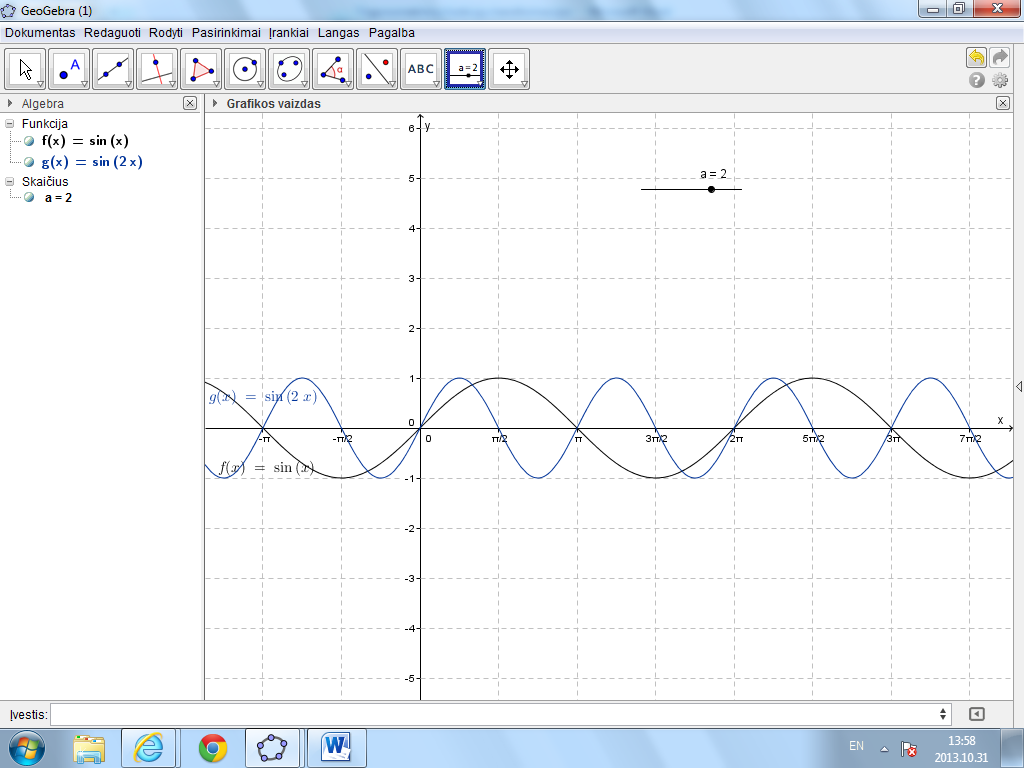 GeoGebra (1)
Dokumentas Redaguoti Rodyti Pasirinkimai Įrankiai Langas Pagalba
A
α
ABC
a=2
Algebra
Grafikos vaizdas
Funkcija
f(x) = sin (x)
g(x) = sin (2 x)
Skaičius
a = 2
y
6
5
a = 2
4
3
2
1
g(x) = sin (2 x)
0
x
-π -π/2 0 π/2 π 3π/2 2π 5π/2 3π 7π/2
f(x) = sin (x)
-1
-2
-3
-4
-5
Įvestis:
EN
13:58
2013.10.31